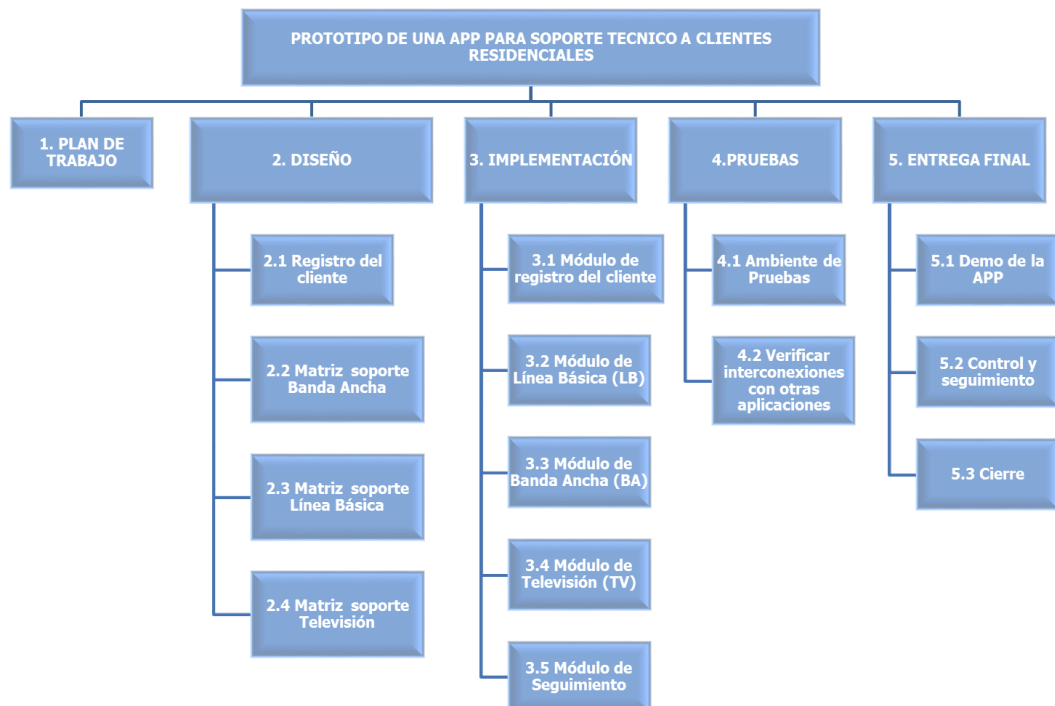 PROTOTIPO DE UNA APP PARA SOPORTE TECNICO A CLIENTES
RESIDENCIALES
1. PLAN DE
TRABAJO
2. DISEÑO
2.1 Registro del
cliente
2.2 Matriz soporte
Banda Ancha
2.3 Matriz soporte
Línea Básica
2.4 Matriz soporte
Televisión
3. IMPLEMENTACIÓN
3.1 Módulo de
registro del cliente
3.2 Módulo de
Línea Básica (LB)
3.3 Módulo de
Banda Ancha (BA)
3.4 Módulo de
Televisión (TV)
3.5 Módulo de
Seguimiento
4.PRUEBAS
4.1 Ambiente de
Pruebas
4.2 Verificar
interconexiones
con otras
aplicaciones
5. ENTREGA FINAL
5.1 Demo de la
APP
5.2 Control y
seguimiento
5.3 Cierre